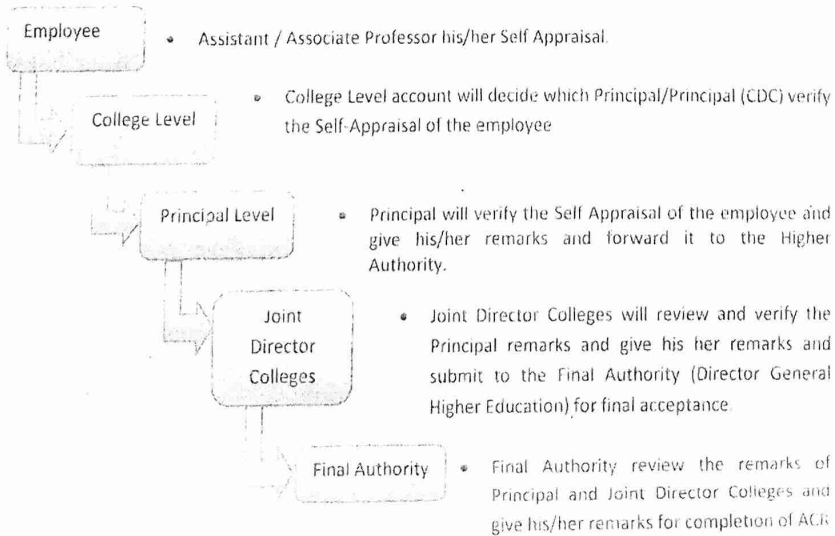 Employee
• Assistant / Associate Professor his/her Self Appraisal.
College Level
• College Level account will decide which Principal/Principal (CDC) verify
the Self-Appraisal of the employee
Principal Level
• Principal will verify the Self Appraisal of the employee and
give his/her remarks and forward it to the Higher
Authority.
Joint
Director
Colleges
• Joint Director Colleges will review and verify the
Principal remarks and give his her remarks and
submit to the Final Authority (Director General
Higher Education) for final acceptance
Final Authority
• Final Authority review the remarks of
Principal and Joint Director Colleges and
give his/her remarks for completion of ACR